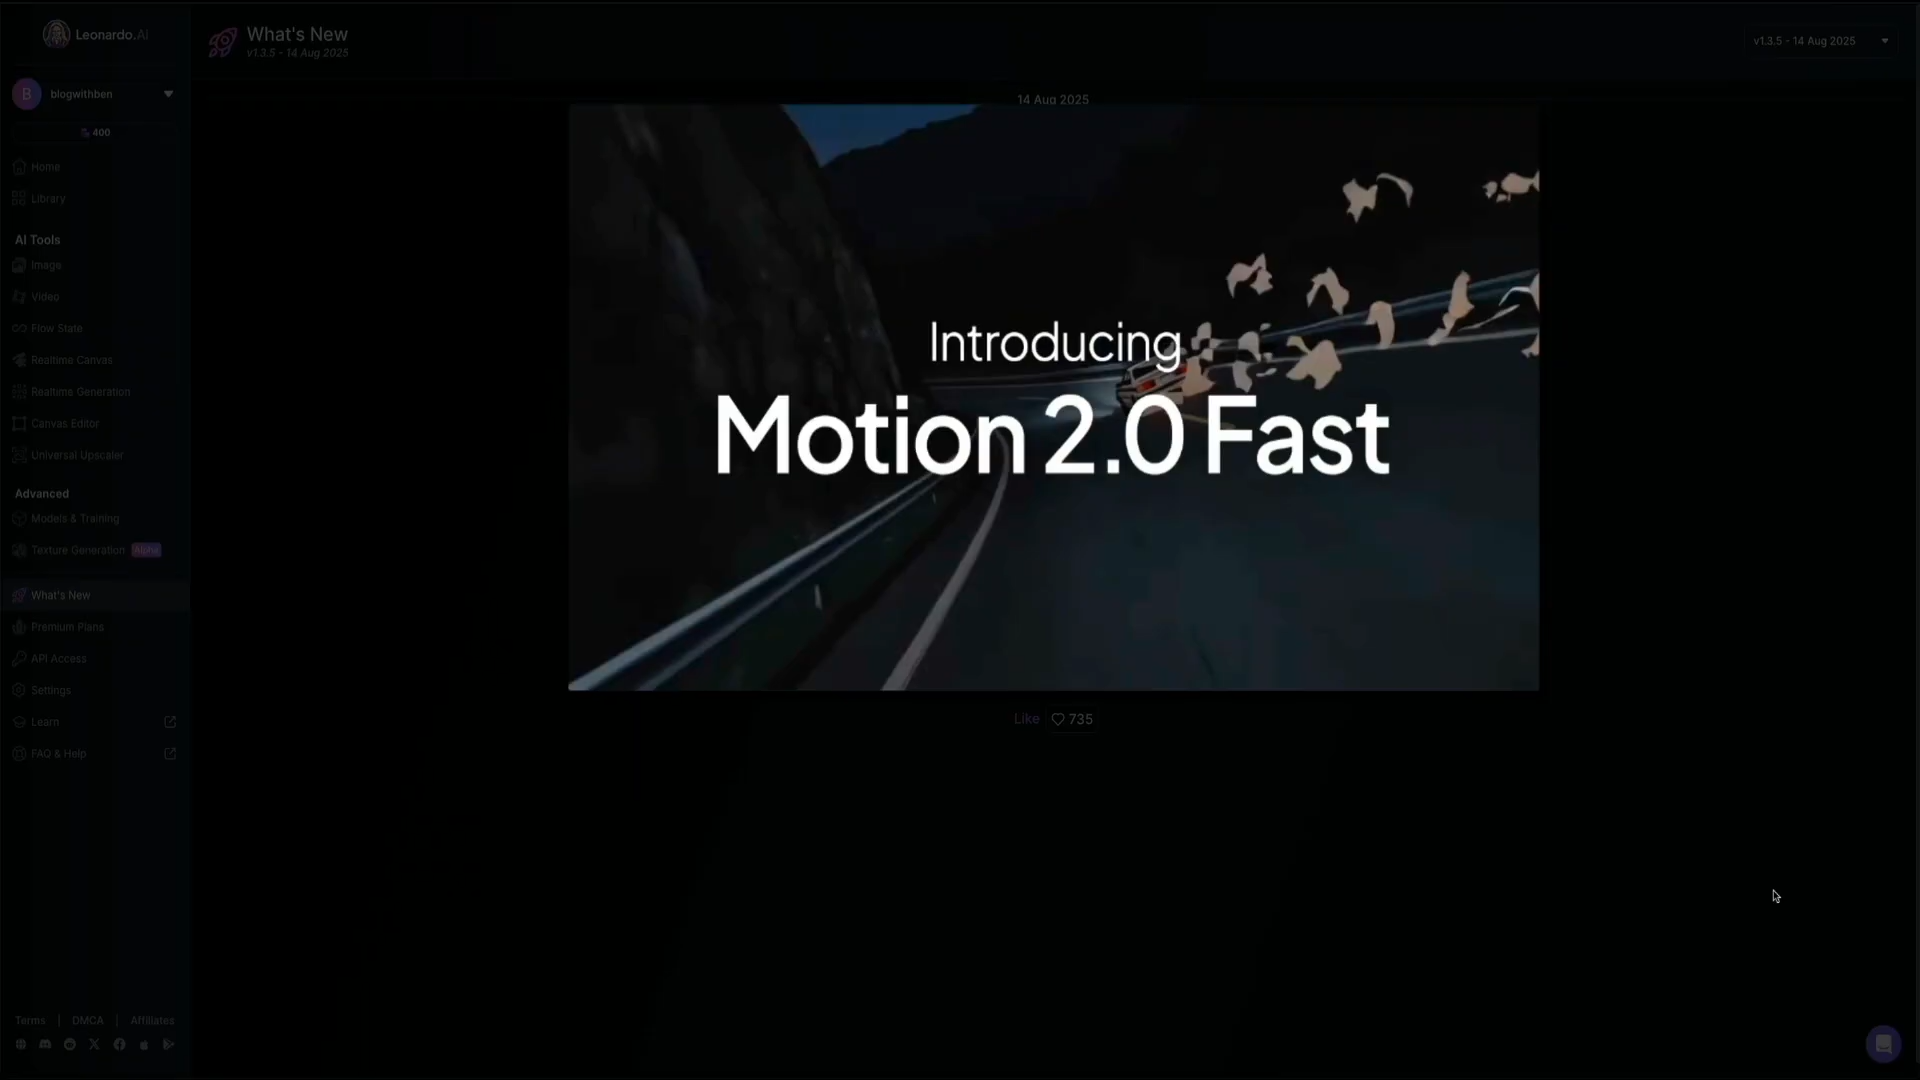 Leonardo.Ai
What's New
v1.3.5 - 14 Aug 2025
v1.3.5 - 14 Aug 2025
B
blogwithben
400
Home
Library
AI Tools
Image
Video
Flow State
Realtime Canvas
Realtime Generation
Canvas Editor
Universal Upscaler
Advanced
Models & Training
Texture Generation Alpha
What's New
Premium Plans
API Access
Settings
Learn
FAQ & Help
Terms | DMCA | Affiliates
14 Aug 2025
Introducing
Motion 2.0 Fast
Like 735